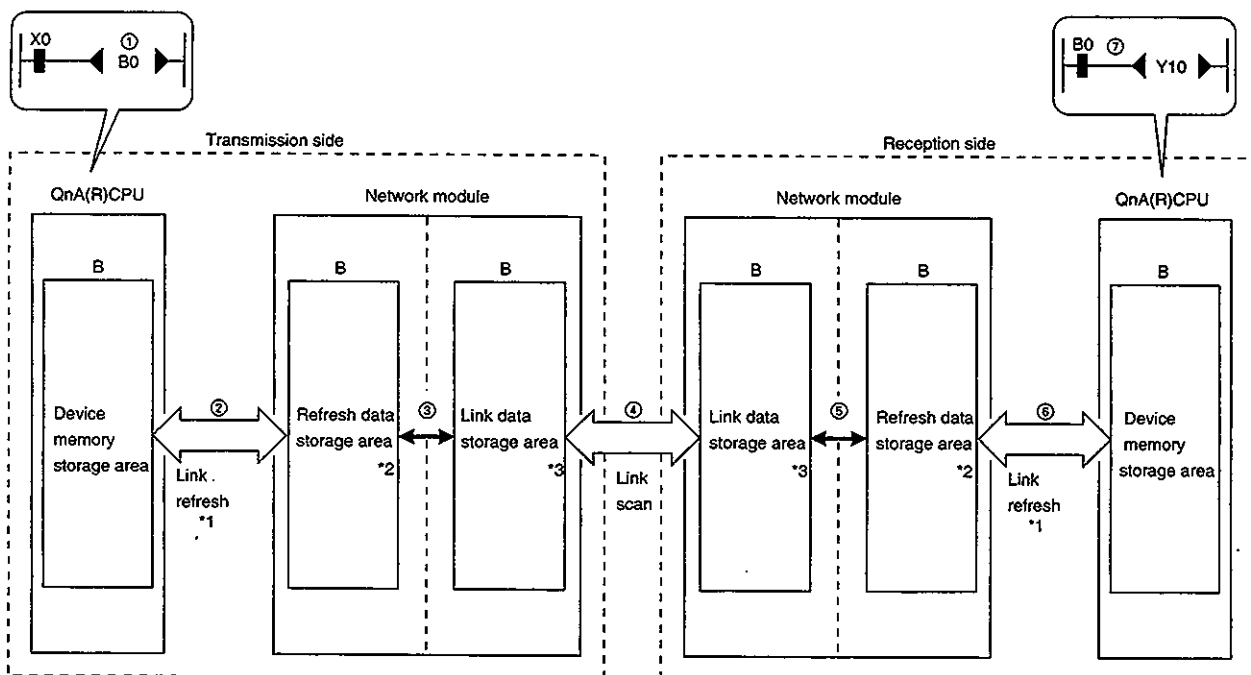 X0 ① B0
B0 ⑦ Y10
Transmission side
Reception side
QnA(R)CPU
Network module
Network module
QnA(R)CPU
B
B
B
B
B
B
Device
memory
storage area
②
Link
refresh
*1
Refresh data
storage area
*2
③
Link data
storage area
*3
④
Link
scan
Link data
storage area
*3
⑤
Refresh data
storage area
*2
⑥
Link
refresh
*1
Device
memory
storage area